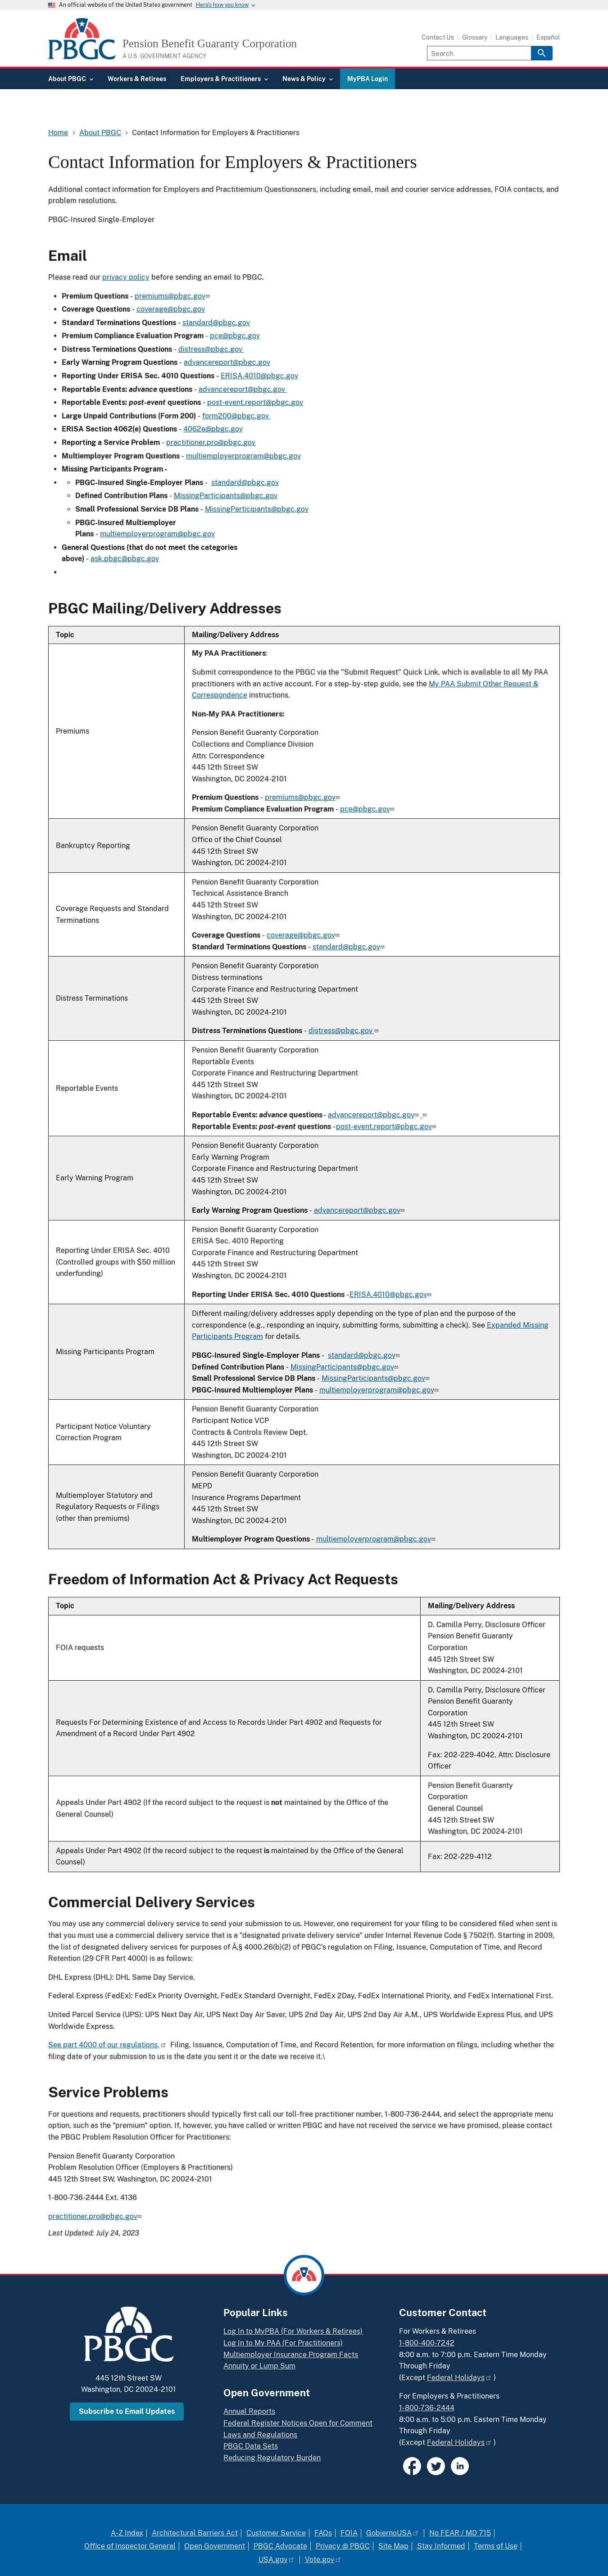 An official website of the United States government Here's how you know
PBGC
Pension Benefit Guaranty Corporation
A U.S. GOVERNMENT AGENCY
Contact Us Glossary Languages Español
Search
About PBGC Workers & Retirees Employers & Practitioners News & Policy MyPBA Login
Home > About PBGC > Contact Information for Employers & Practitioners
Contact Information for Employers & Practitioners
Additional contact information for Employers and Practitiemium Questionsoners, including email, mail and courier service addresses, FOIA contacts, and
problem resolutions.
PBGC-Insured Single-Employer
Email
Please read our privacy policy before sending an email to PBGC.
• Premium Questions - premiums@pbgc.gov
• Coverage Questions - coverage@pbgc.gov
• Standard Terminations Questions - standard@pbgc.gov
• Premium Compliance Evaluation Program - pce@pbgc.gov
• Distress Terminations Questions - distress@pbgc.gov
• Early Warning Program Questions - advancereport@pbgc.gov
• Reporting Under ERISA Sec. 4010 Questions - ERISA.4010@pbgc.gov
• Reportable Events: advance questions - advancereport@pbgc.gov
• Reportable Events: post-event questions - post-event.report@pbgc.gov
• Large Unpaid Contributions (Form 200) - form200@pbgc.gov
• ERISA Section 4062(e) Questions - 4062e@pbgc.gov
• Reporting a Service Problem - practitioner.pro@pbgc.gov
• Multiemployer Program Questions - multiemployerprogram@pbgc.gov
• Missing Participants Program -
• ◦ PBGC-Insured Single-Employer Plans - standard@pbgc.gov
◦ Defined Contribution Plans - MissingParticipants@pbgc.gov
◦ Small Professional Service DB Plans - MissingParticipants@pbgc.gov
◦ PBGC-Insured Multiemployer
Plans - multiemployerprogram@pbgc.gov
• General Questions (that do not meet the categories
above) - ask.pbgc@pbgc.gov
•
PBGC Mailing/Delivery Addresses
Topic Mailing/Delivery Address
Premiums
My PAA Practitioners:
Submit correspondence to the PBGC via the "Submit Request" Quick Link, which is available to all My PAA
practitioners with an active account. For a step-by-step guide, see the My PAA Submit Other Request &
Correspondence instructions.
Non-My PAA Practitioners:
Pension Benefit Guaranty Corporation
Collections and Compliance Division
Attn: Correspondence
445 12th Street SW
Washington, DC 20024-2101
Premium Questions - premiums@pbgc.gov
Premium Compliance Evaluation Program - pce@pbgc.gov
Bankruptcy Reporting
Pension Benefit Guaranty Corporation
Office of the Chief Counsel
445 12th Street SW
Washington, DC 20024-2101
Coverage Requests and Standard
Terminations
Pension Benefit Guaranty Corporation
Technical Assistance Branch
445 12th Street SW
Washington, DC 20024-2101
Coverage Questions - coverage@pbgc.gov
Standard Terminations Questions - standard@pbgc.gov
Distress Terminations
Pension Benefit Guaranty Corporation
Distress terminations
Corporate Finance and Restructuring Department
445 12th Street SW
Washington, DC 20024-2101
Distress Terminations Questions - distress@pbgc.gov
Reportable Events
Pension Benefit Guaranty Corporation
Reportable Events
Corporate Finance and Restructuring Department
445 12th Street SW
Washington, DC 20024-2101
Reportable Events: advance questions - advancereport@pbgc.gov
Reportable Events: post-event questions -post-event.report@pbgc.gov
Early Warning Program
Pension Benefit Guaranty Corporation
Early Warning Program
Corporate Finance and Restructuring Department
445 12th Street SW
Washington, DC 20024-2101
Early Warning Program Questions - advancereport@pbgc.gov
Reporting Under ERISA Sec. 4010
(Controlled groups with $50 million
underfunding)
Pension Benefit Guaranty Corporation
ERISA Sec. 4010 Reporting
Corporate Finance and Restructuring Department
445 12th Street SW
Washington, DC 20024-2101
Reporting Under ERISA Sec. 4010 Questions -ERISA.4010@pbgc.gov
Missing Participants Program
Different mailing/delivery addresses apply depending on the type of plan and the purpose of the
correspondence (e.g., responding an inquiry, submitting forms, submitting a check). See Expanded Missing
Participants Program for details.
PBGC-Insured Single-Employer Plans - standard@pbgc.gov
Defined Contribution Plans - MissingParticipants@pbgc.gov
Small Professional Service DB Plans - MissingParticipants@pbgc.gov
PBGC-Insured Multiemployer Plans - multiemployerprogram@pbgc.gov
Participant Notice Voluntary
Correction Program
Pension Benefit Guaranty Corporation
Participant Notice VCP
Contracts & Controls Review Dept.
445 12th Street SW
Washington, DC 20024-2101
Multiemployer Statutory and
Regulatory Requests or Filings
(other than premiums)
Pension Benefit Guaranty Corporation
MEPD
Insurance Programs Department
445 12th Street SW
Washington, DC 20024-2101
Multiemployer Program Questions - multiemployerprogram@pbgc.gov
Freedom of Information Act & Privacy Act Requests
Topic Mailing/Delivery Address
FOIA requests
D. Camilla Perry, Disclosure Officer
Pension Benefit Guaranty
Corporation
445 12th Street SW
Washington, DC 20024-2101
Requests For Determining Existence of and Access to Records Under Part 4902 and Requests for
Amendment of a Record Under Part 4902
D. Camilla Perry, Disclosure Officer
Pension Benefit Guaranty
Corporation
445 12th Street SW
Washington, DC 20024-2101
Fax: 202-229-4042, Attn: Disclosure
Officer
Appeals Under Part 4902 (If the record subject to the request is not maintained by the Office of the
General Counsel)
Pension Benefit Guaranty
Corporation
General Counsel
445 12th Street SW
Washington, DC 20024-2101
Appeals Under Part 4902 (If the record subject to the request is maintained by the Office of the General
Counsel)
Fax: 202-229-4112
Commercial Delivery Services
You may use any commercial delivery service to send your submission to us. However, one requirement for your filing to be considered filed when sent is
that you must use a commercial delivery service that is a "designated private delivery service" under Internal Revenue Code § 7502(f). Starting in 2009,
the list of designated delivery services for purposes of Â,§ 4000.26(b)(2) of PBGC's regulation on Filing, Issuance, Computation of Time, and Record
Retention (29 CFR Part 4000) is as follows:
DHL Express (DHL): DHL Same Day Service.
Federal Express (FedEx): FedEx Priority Overnight, FedEx Standard Overnight, FedEx 2Day, FedEx International Priority, and FedEx International First.
United Parcel Service (UPS): UPS Next Day Air, UPS Next Day Air Saver, UPS 2nd Day Air, UPS 2nd Day Air A.M., UPS Worldwide Express Plus, and UPS
Worldwide Express.
See part 4000 of our regulations, Filing, Issuance, Computation of Time, and Record Retention, for more information on filings, including whether the
filing date of your submission to us is the date you sent it or the date we receive it.\
Service Problems
For questions and requests, practitioners should typically first call our toll-free practitioner number, 1-800-736-2444, and select the appropriate menu
option, such as the "premium" option. If, however, you have called or written PBGC and have not received the service we have promised, please contact
the PBGC Problem Resolution Officer for Practitioners:
Pension Benefit Guaranty Corporation
Problem Resolution Officer (Employers & Practitioners)
445 12th Street SW, Washington, DC 20024-2101
1-800-736-2444 Ext. 4136
practitioner.pro@pbgc.gov
Last Updated: July 24, 2023
PBGC
445 12th Street SW
Washington, DC 20024-2101
Subscribe to Email Updates
Popular Links
Log In to MyPBA (For Workers & Retirees)
Log In to My PAA (For Practitioners)
Multiemployer Insurance Program Facts
Annuity or Lump Sum
Open Government
Annual Reports
Federal Register Notices Open for Comment
Laws and Regulations
PBGC Data Sets
Reducing Regulatory Burden
Customer Contact
For Workers & Retirees
1-800-400-7242
8:00 a.m. to 7:00 p.m. Eastern Time Monday
Through Friday
(Except Federal Holidays )
For Employers & Practitioners
1-800-736-2444
8:00 a.m. to 5:00 p.m. Eastern Time Monday
Through Friday
(Except Federal Holidays )
A-Z Index | Architectural Barriers Act | Customer Service | FAQs | FOIA | GobiernoUSA | No FEAR / MD 715 |
Office of Inspector General | Open Government | PBGC Advocate | Privacy @ PBGC | Site Map | Stay Informed | Terms of Use |
USA.gov | Vote.gov